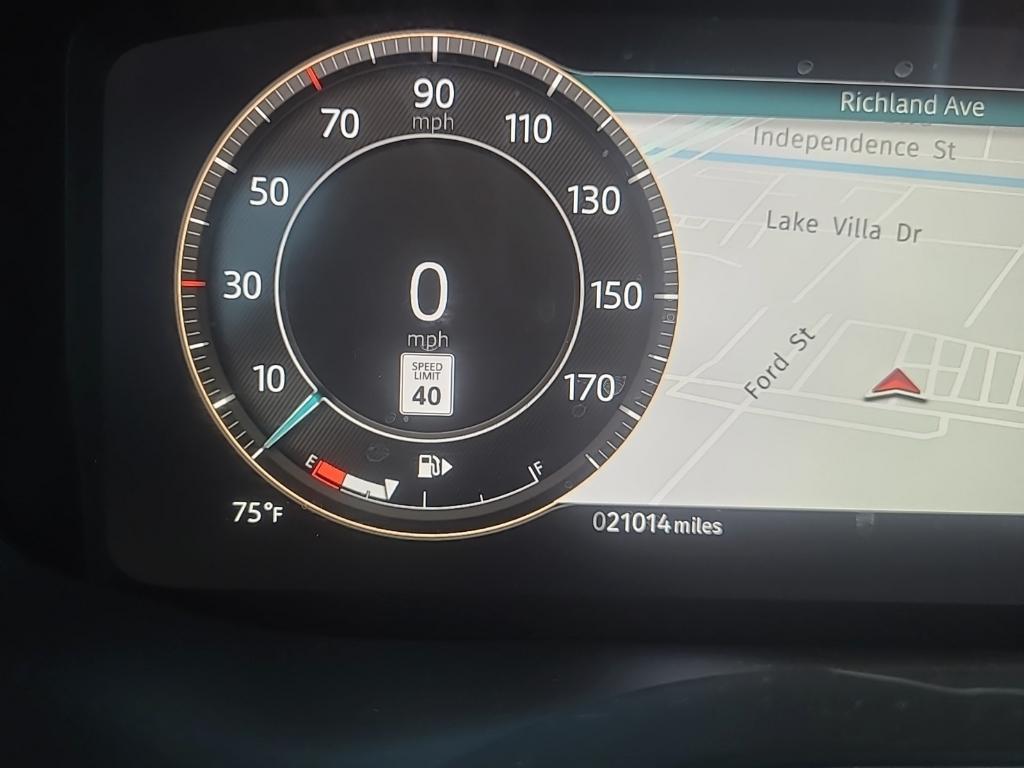 90
mph
70
110
50
130
30
150
10
170
0
mph
SPEED
LIMIT
40
E
F
75°F
021014 miles
Richland Ave
Independence St
Lake Villa Dr
Ford St